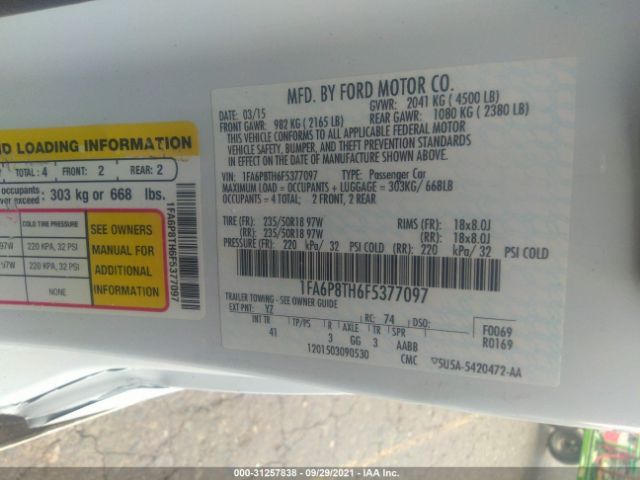 MFD. BY FORD MOTOR CO.
DATE: 03/15 GVWR: 2041 KG ( 4500 LB)
FRONT GAWR: 982 KG ( 2165 LB) REAR GAWR: 1080 KG ( 2380 LB)
THIS VEHICLE CONFORMS TO ALL APPLICABLE FEDERAL MOTOR
VEHICLE SAFETY, BUMPER, AND THEFT PREVENTION STANDARDS
IN EFFECT ON THE DATE OF MANUFACTURE SHOWN ABOVE.
VIN: 1FA6P8TH6F5377097 TYPE: Passenger Car
MAXIMUM LOAD = OCCUPANTS + LUGGAGE = 303KG/ 668LB
OCCUPANTS = 4 TOTAL; 2 FRONT, 2 REAR
TIRE (FR): 235/50R18 97W RIMS (FR): 18x8.0J
(RR): 235/50R18 97W (RR): 18x8.0J
PRESSURE (FR): 220 kPa/ 32 PSI COLD (RR): 220 kPa/ 32 PSI COLD
1FA6P8TH6F5377097
TRAILER TOWING - SEE OWNER GUIDE
EXT PNT: YZ RC: 74 DSO: F0069
INT TR TP/PS R AXLE TR SPR R0169
41 3 GG 3 AABB
1201503090530 CMC 5U5A-5420472-AA
ND LOADING INFORMATION
TOTAL : 4 FRONT: 2 REAR: 2
occupants
ver exceed : 303 kg or 668 lbs.
COLD TIRE PRESSURE
97W 220 KPA, 32 PSI
97W 220 KPA, 32 PSI
NONE
SEE OWNERS
MANUAL FOR
ADDITIONAL
INFORMATION
1FA6P8TH6F5377097
000-31257838 - 09/29/2021 - IAA Inc.